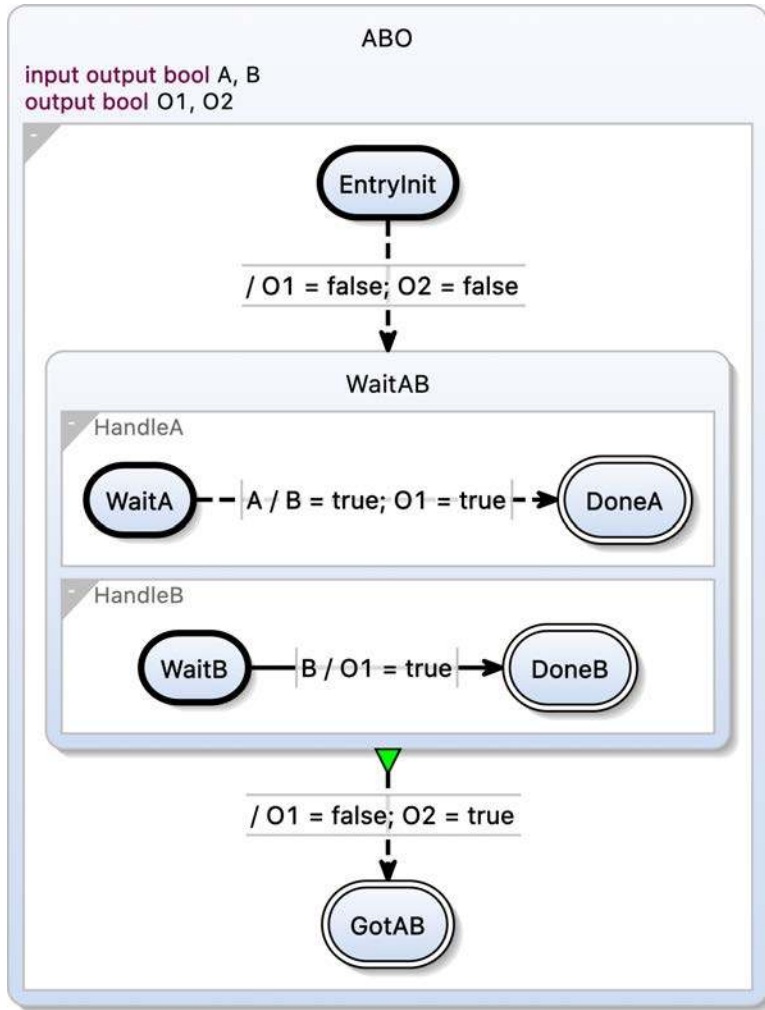 ABO
input output bool A, B
output bool O1, O2
-
EntryInit
/ O1 = false; O2 = false
WaitAB
- HandleA
WaitA
A / B = true; O1 = true
DoneA
- HandleB
WaitB
B / O1 = true
DoneB
/ O1 = false; O2 = true
GotAB